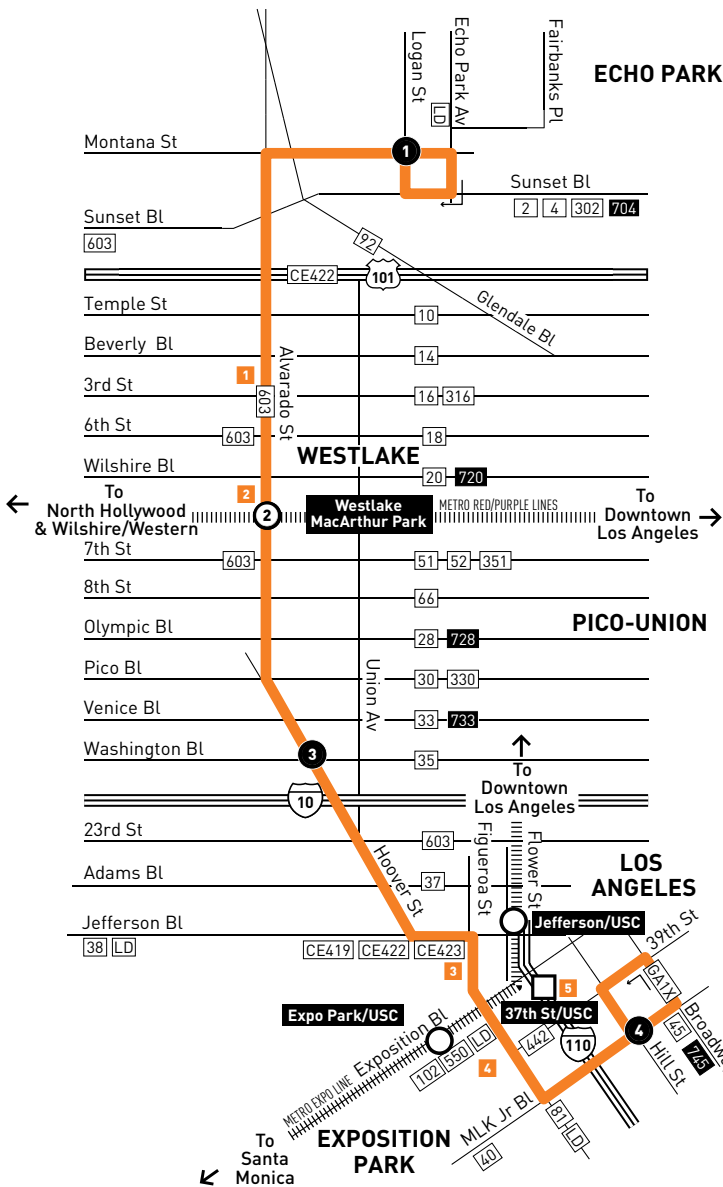 Logan St
Echo Park Av
Fairbanks Pl
ECHO PARK
LD
Montana St
1
Sunset Bl
2 4 302 704
Sunset Bl
603
92
CE422
101
Temple St
10
Glendale Bl
Beverly Bl
14
1
Alvarado St
3rd St
603
16 316
6th St
603
18
WESTLAKE
Wilshire Bl
20 720
To
North Hollywood
& Wilshire/Western
2
2
Westlake
MacArthur Park
METRO RED/PURPLE LINES
To
Downtown
Los Angeles
7th St
603
51 52 351
8th St
66
Olympic Bl
28 728
PICO-UNION
Pico Bl
30 330
Union Av
Venice Bl
33 733
Washington Bl
3
35
To
Downtown
Los Angeles
10
23rd St
603
Hoover St
Figueroa St
Flower St
Adams Bl
37
LOS
ANGELES
Jefferson Bl
38 LD
CE419 CE422 CE423
Jefferson/USC
39th St
3
5
GA1X
Expo Park/USC
37th St/USC
Exposition Bl
METRO EXPO LINE
102 550 LD
442
110
4
45
745
Hill St
4
MLK Jr Bl
81 LD
40
EXPOSITION
PARK
To
Santa
Monica